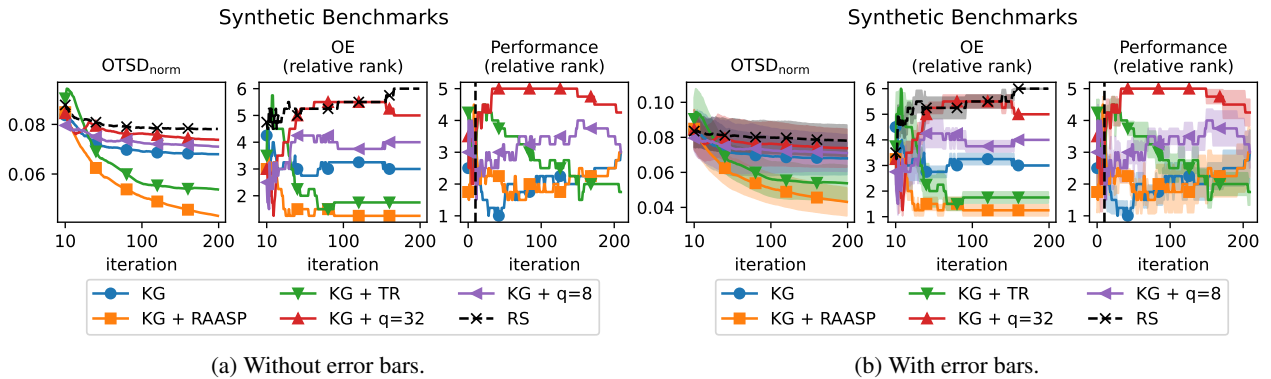 Synthetic Benchmarks
OTSDnorm
OE
(relative rank)
Performance
(relative rank)
0.08
0.06
6
5
4
3
2
5
4
3
2
1
10 100 200
10 100 200
0 100 200
iteration
iteration
iteration
KG
KG + TR
KG + q=8
KG + RAASP
KG + q=32
RS
(a) Without error bars.
Synthetic Benchmarks
OTSDnorm
OE
(relative rank)
Performance
(relative rank)
0.10
0.08
0.06
0.04
6
5
4
3
2
1
5
4
3
2
1
10 100 200
10 100 200
0 100 200
iteration
iteration
iteration
KG
KG + TR
KG + q=8
KG + RAASP
KG + q=32
RS
(b) With error bars.